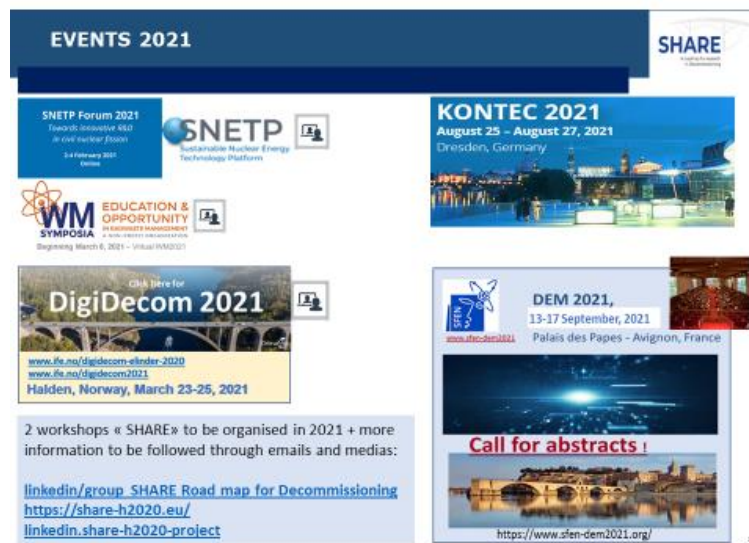 EVENTS 2021
SHARE
SNETP Forum 2021
Towards innovative R&D
in civil nuclear fission
2-4 February 2021
Online
SNETP
Sustainable Nuclear Energy
Technology Platform
WM
SYMPOSIA
EDUCATION &
OPPORTUNITY
IN RADWASTE MANAGEMENT
A NON-PROFIT ORGANIZATION
Beginning March 8, 2021 – Virtual WM2021
Click here for
DigiDecom 2021
www.ife.no/digidecom-elinder-2020
www.ife.no/digidecom2021
Halden, Norway, March 23-25, 2021
2 workshops « SHARE» to be organised in 2021 + more
information to be followed through emails and medias:
linkedin/group SHARE Road map for Decommissioning
https://share-h2020.eu/
linkedin.share-h2020-project
KONTEC 2021
August 25 – August 27, 2021
Dresden, Germany
SFEN
www.sfen-dem2021
DEM 2021,
13-17 September, 2021
Palais des Papes - Avignon, France
Call for abstracts !
https://www.sfen-dem2021.org/